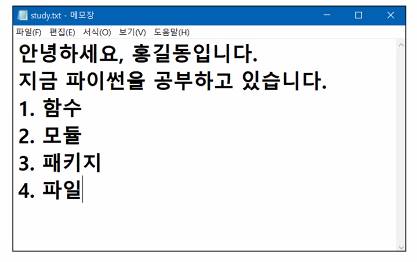 study.txt - 메모장
파일(F) 편집(E) 서식(O) 보기(V) 도움말(H)
안녕하세요, 홍길동입니다.
지금 파이썬을 공부하고 있습니다.
1. 함수
2. 모듈
3. 패키지
4. 파일